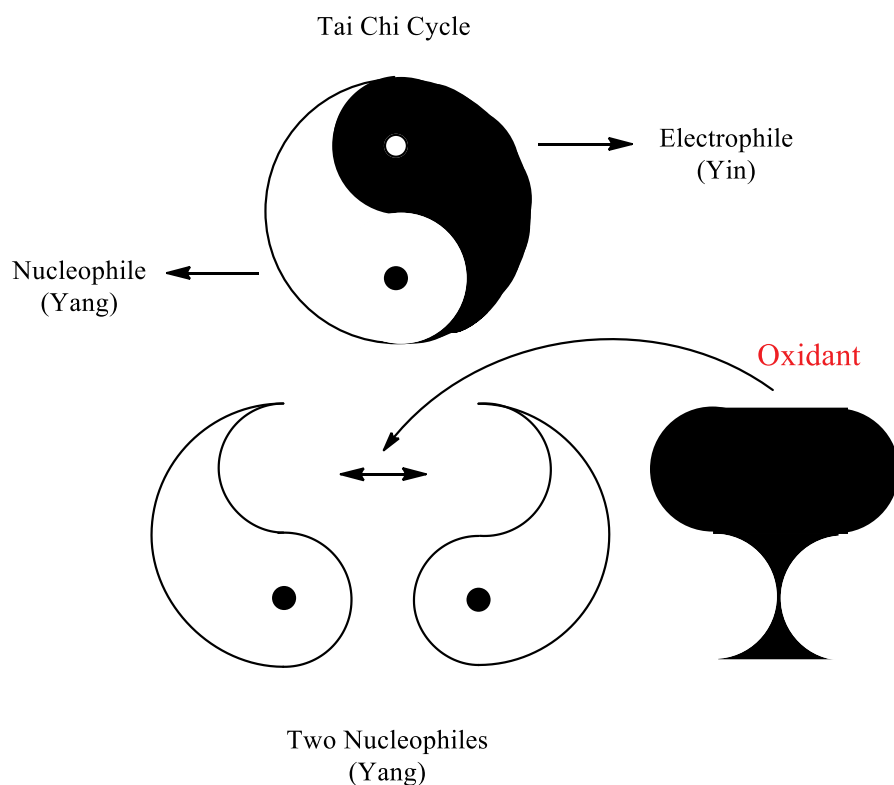 Tai Chi Cycle
Electrophile
(Yin)
Nucleophile
(Yang)
Oxidant
Two Nucleophiles
(Yang)